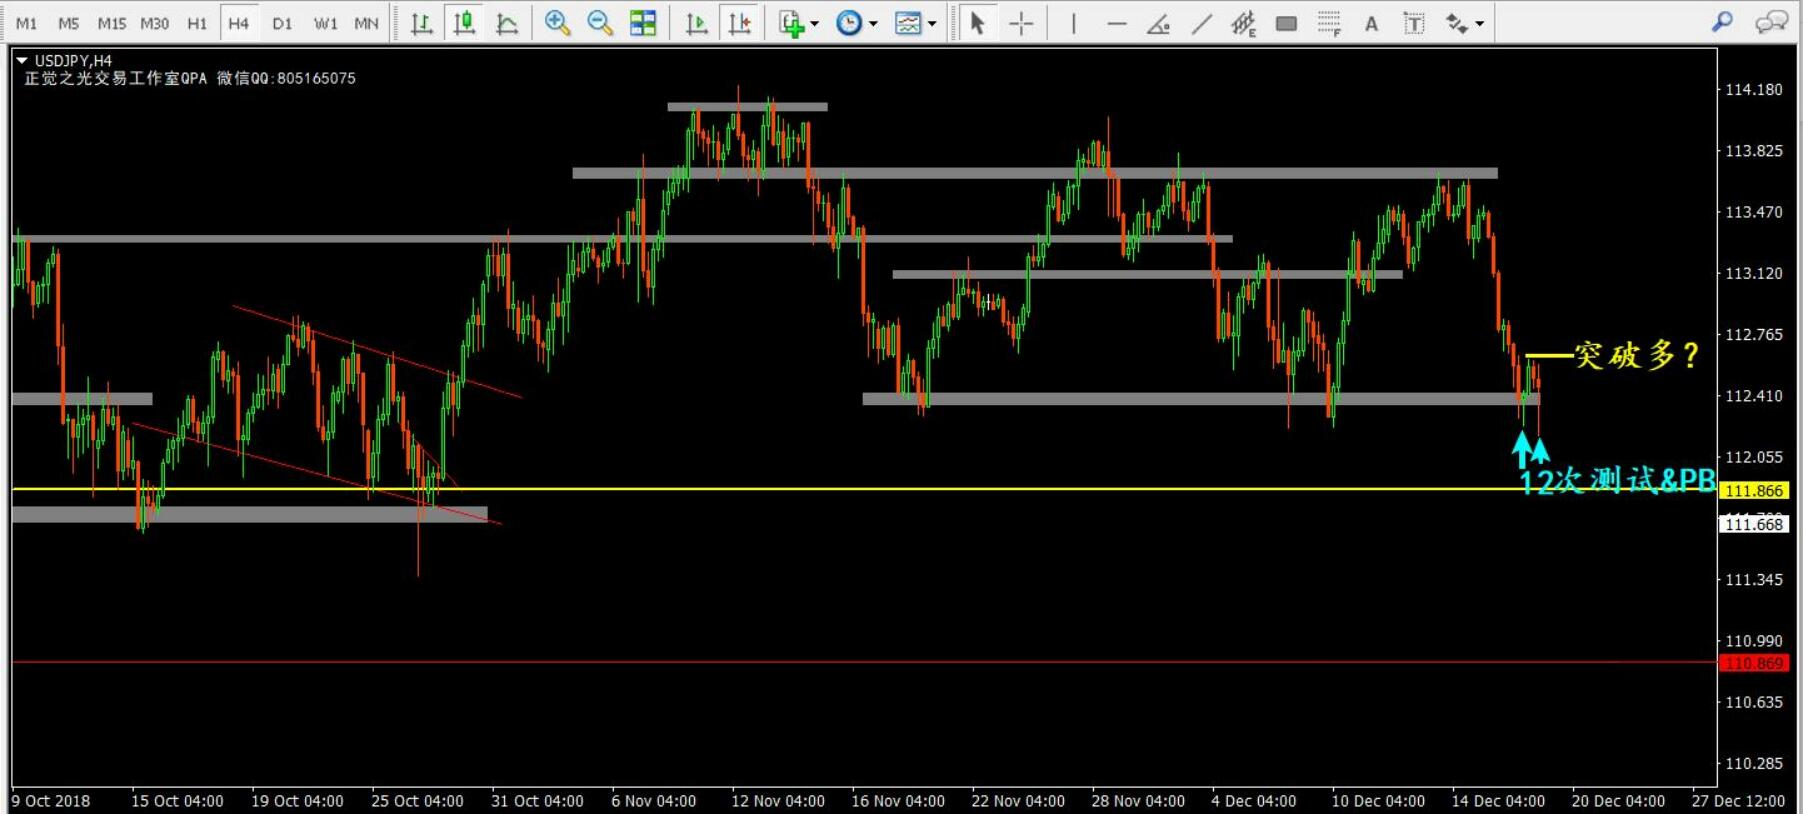 M1 M5 M15 M30 H1 H4 D1 W1 MN
USDJPY,H4
正觉之光交易工作室QPA 微信QQ:805165075
114.180
113.825
113.470
113.120
112.765
突破多?
112.410
112.055
12次测试&PB
111.866
111.668
111.345
110.990
110.869
110.635
110.285
9 Oct 2018 15 Oct 04:00 19 Oct 04:00 25 Oct 04:00 31 Oct 04:00 6 Nov 04:00 12 Nov 04:00 16 Nov 04:00 22 Nov 04:00 28 Nov 04:00 4 Dec 04:00 10 Dec 04:00 14 Dec 04:00 20 Dec 04:00 27 Dec 12:00